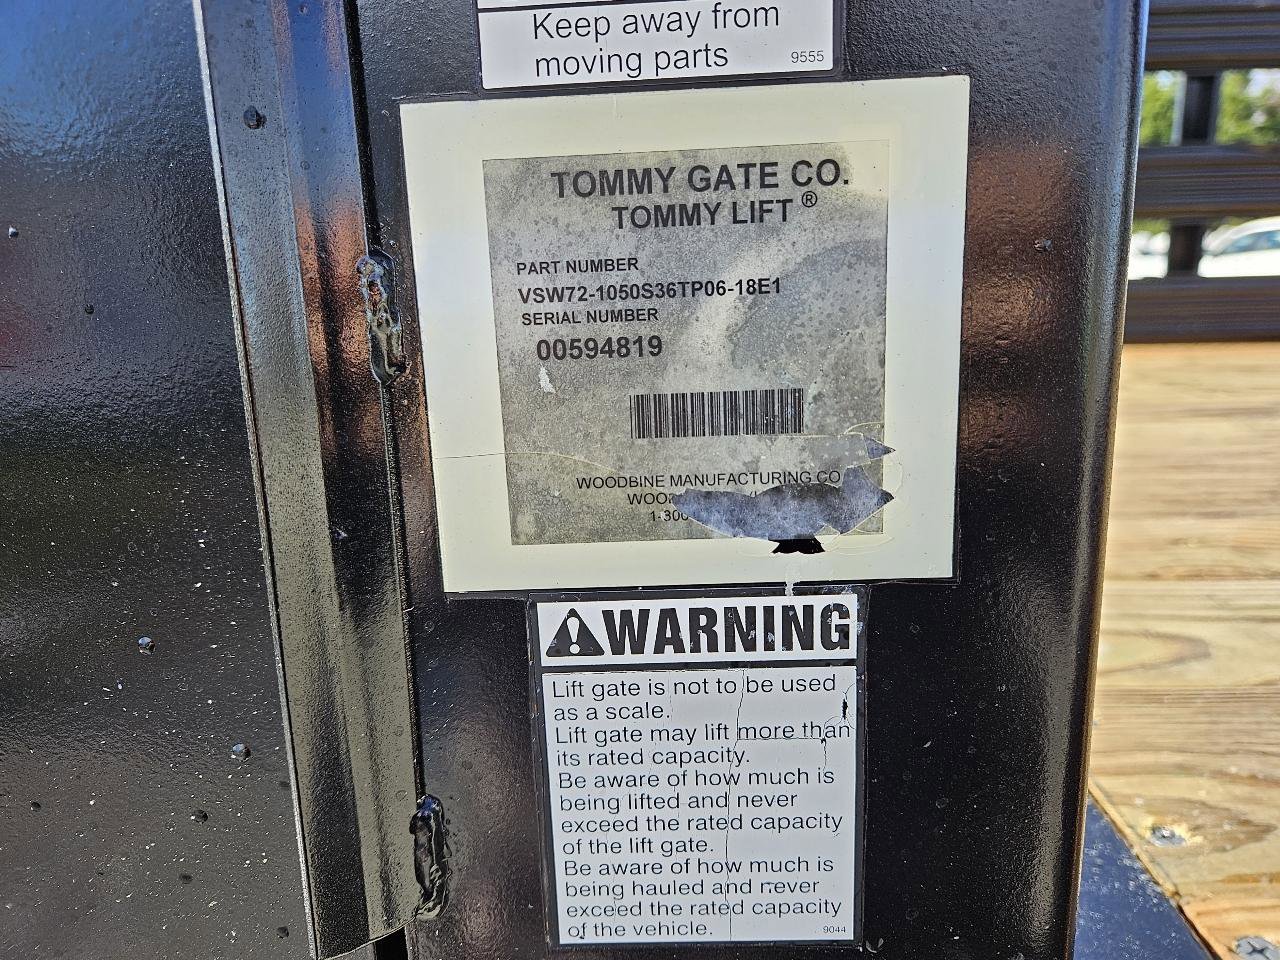 Keep away from
moving parts
9555
TOMMY GATE CO.
TOMMY LIFT ®
PART NUMBER
VSW72-1050S36TP06-18E1
SERIAL NUMBER
00594819
WOODBINE MANUFACTURING CO
WARNING
Lift gate is not to be used
as a scale.
Lift gate may lift more than
its rated capacity.
Be aware of how much is
being lifted and never
exceed the rated capacity
of the lift gate.
Be aware of how much is
being hauled and never
exceed the rated capacity
of the vehicle.
9044